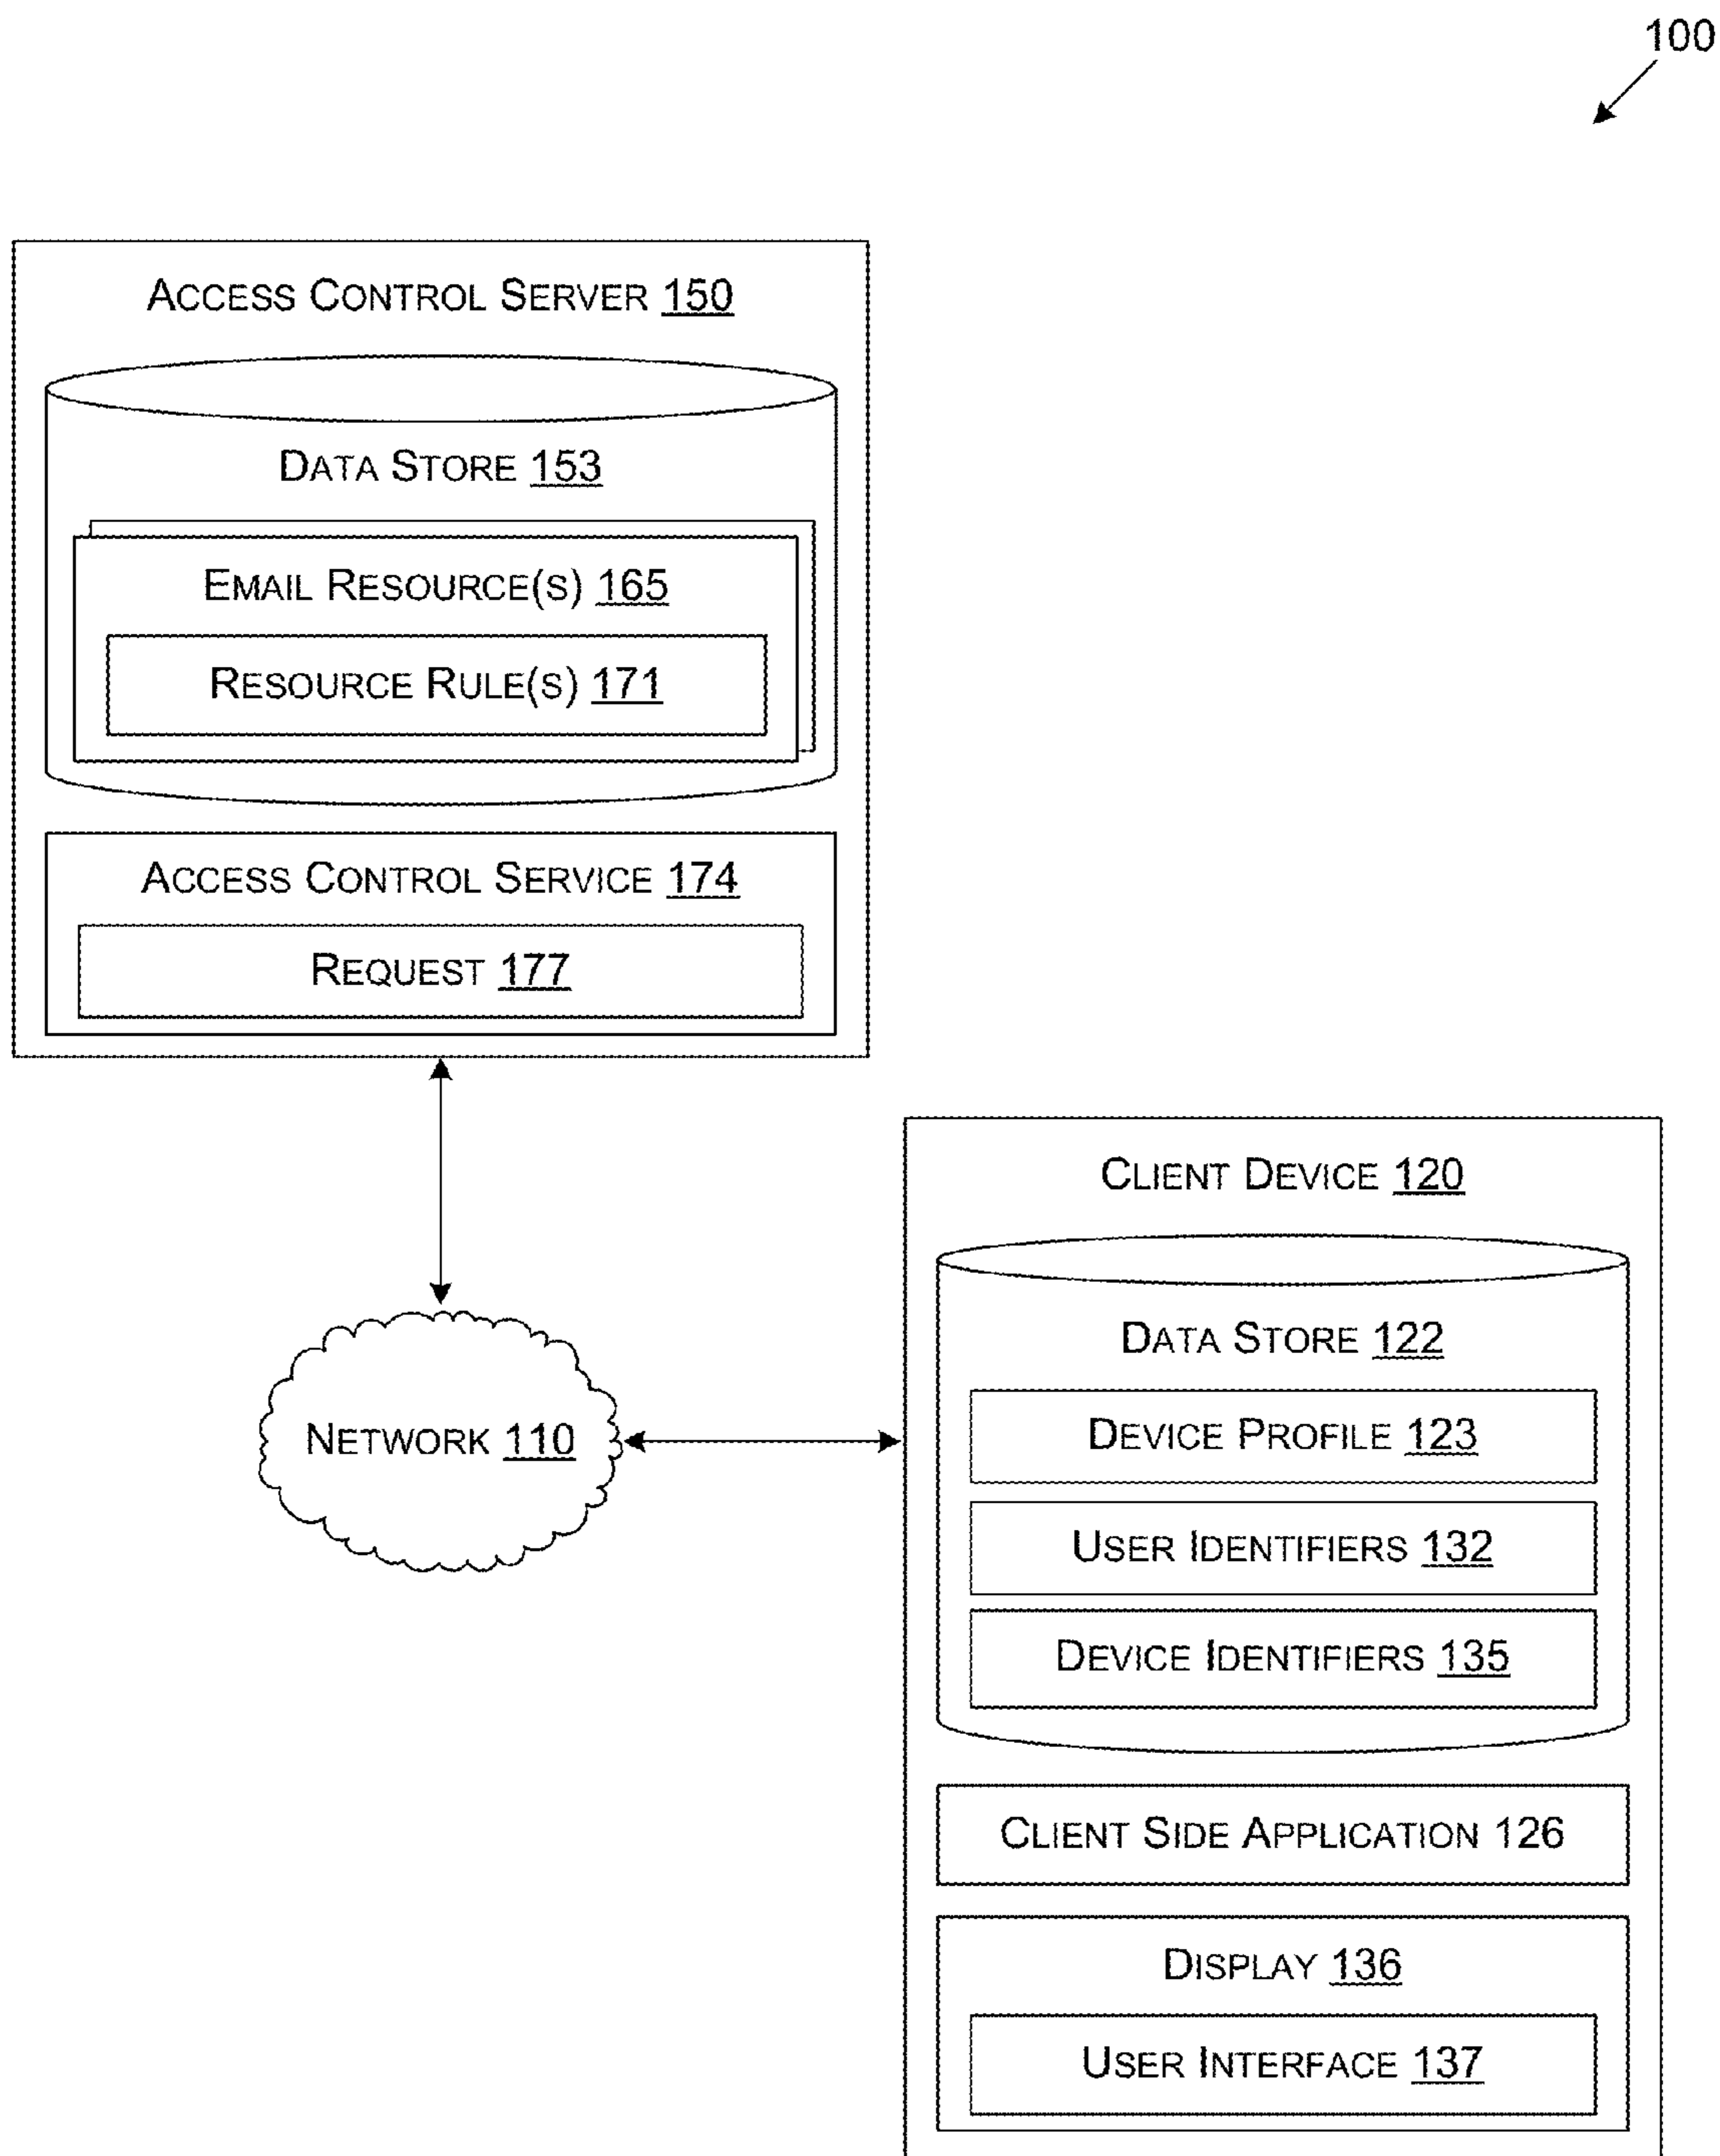 100
ACCESS CONTROL SERVER 150
DATA STORE 153
EMAIL RESOURCE(S) 165
RESOURCE RULE(S) 171
ACCESS CONTROL SERVICE 174
REQUEST 177
NETWORK 110
CLIENT DEVICE 120
DATA STORE 122
DEVICE PROFILE 123
USER IDENTIFIERS 132
DEVICE IDENTIFIERS 135
CLIENT SIDE APPLICATION 126
DISPLAY 136
USER INTERFACE 137